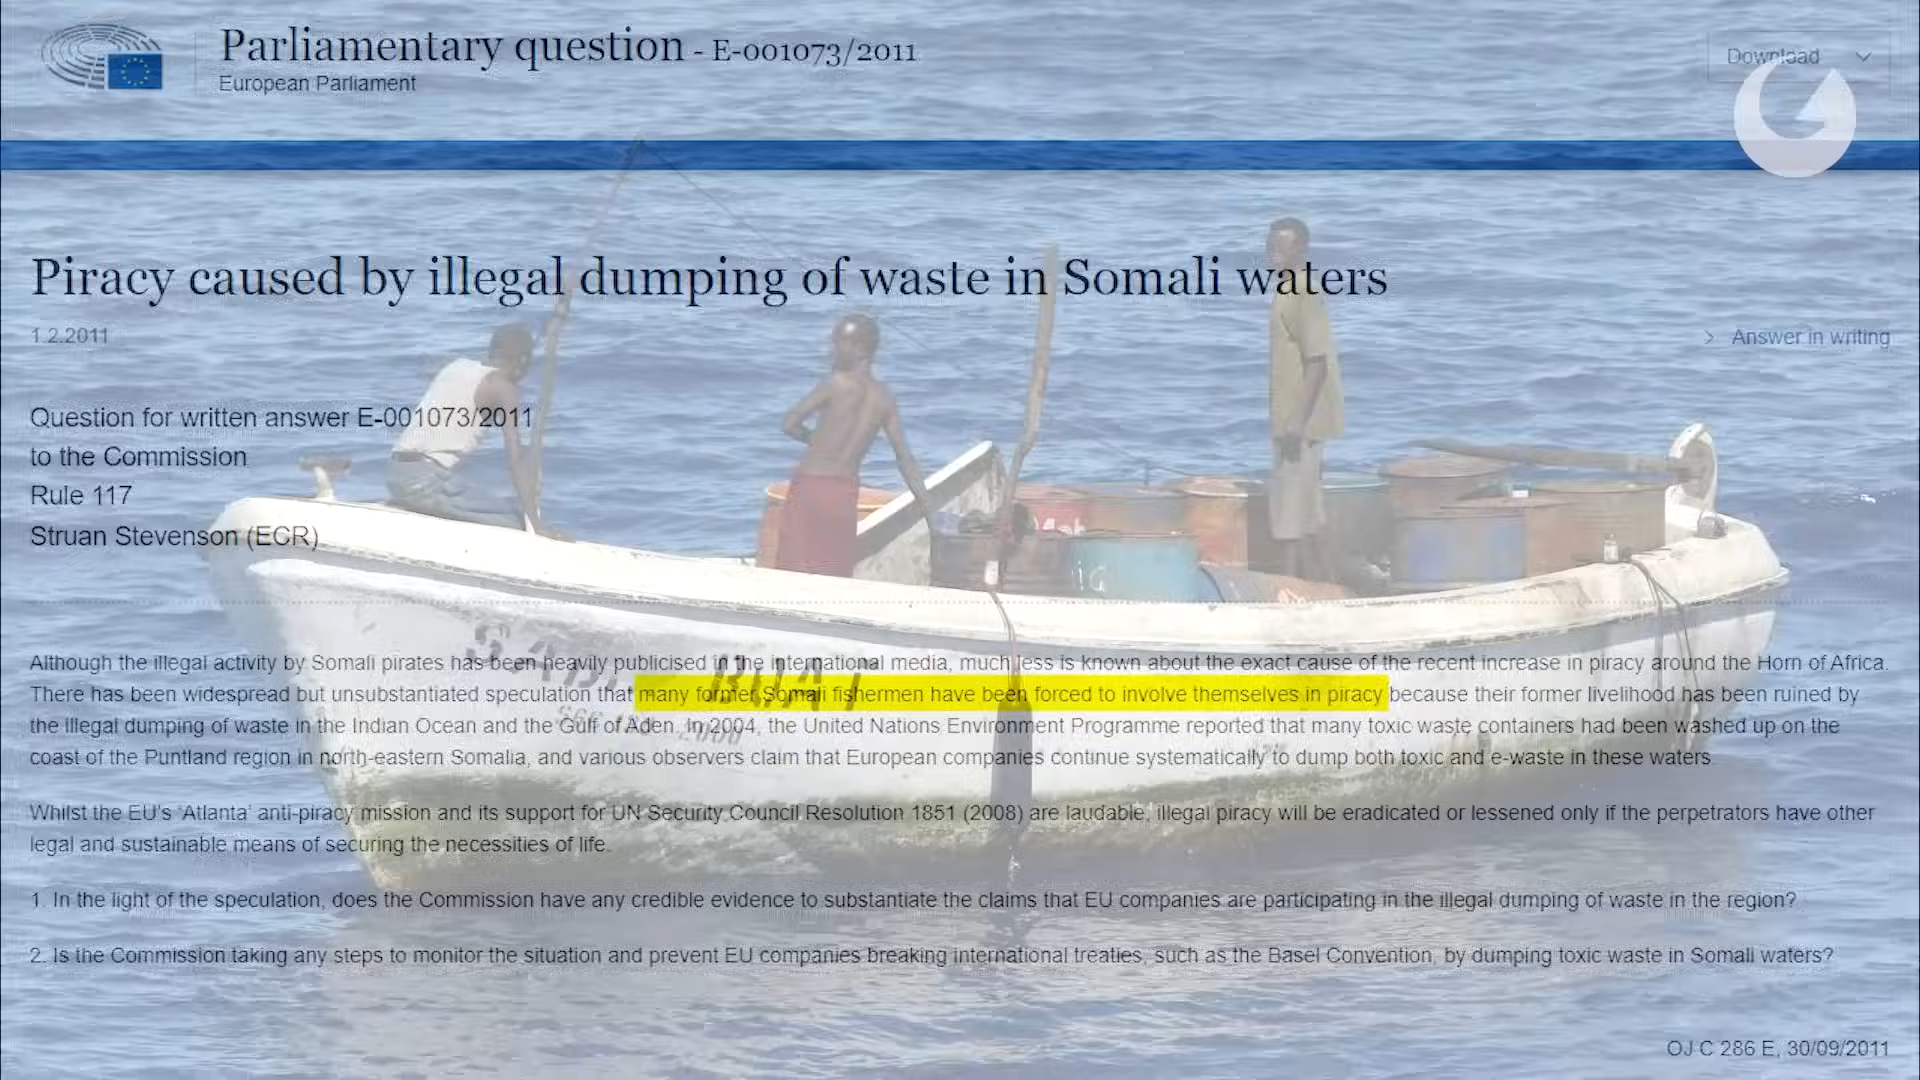 Parliamentary question - E-001073/2011
European Parliament
Download
Piracy caused by illegal dumping of waste in Somali waters
1.2.2011
Answer in writing
Question for written answer E-001073/2011
to the Commission
Rule 117
Struan Stevenson (ECR)
Although the illegal activity by Somali pirates has been heavily publicised in the international media, much less is known about the exact cause of the recent increase in piracy around the Horn of Africa.
There has been widespread but unsubstantiated speculation that many former Somali fishermen have been forced to involve themselves in piracy because their former livelihood has been ruined by
the illegal dumping of waste in the Indian Ocean and the Gulf of Aden. In 2004, the United Nations Environment Programme reported that many toxic waste containers had been washed up on the
coast of the Puntland region in north-eastern Somalia, and various observers claim that European companies continue systematically to dump both toxic and e-waste in these waters.
Whilst the EU's ‘Atlanta’ anti-piracy mission and its support for UN Security Council Resolution 1851 (2008) are laudable, illegal piracy will be eradicated or lessened only if the perpetrators have other
legal and sustainable means of securing the necessities of life.
1. In the light of the speculation, does the Commission have any credible evidence to substantiate the claims that EU companies are participating in the illegal dumping of waste in the region?
2. Is the Commission taking any steps to monitor the situation and prevent EU companies breaking international treaties, such as the Basel Convention, by dumping toxic waste in Somali waters?
OJ C 286 E, 30/09/2011